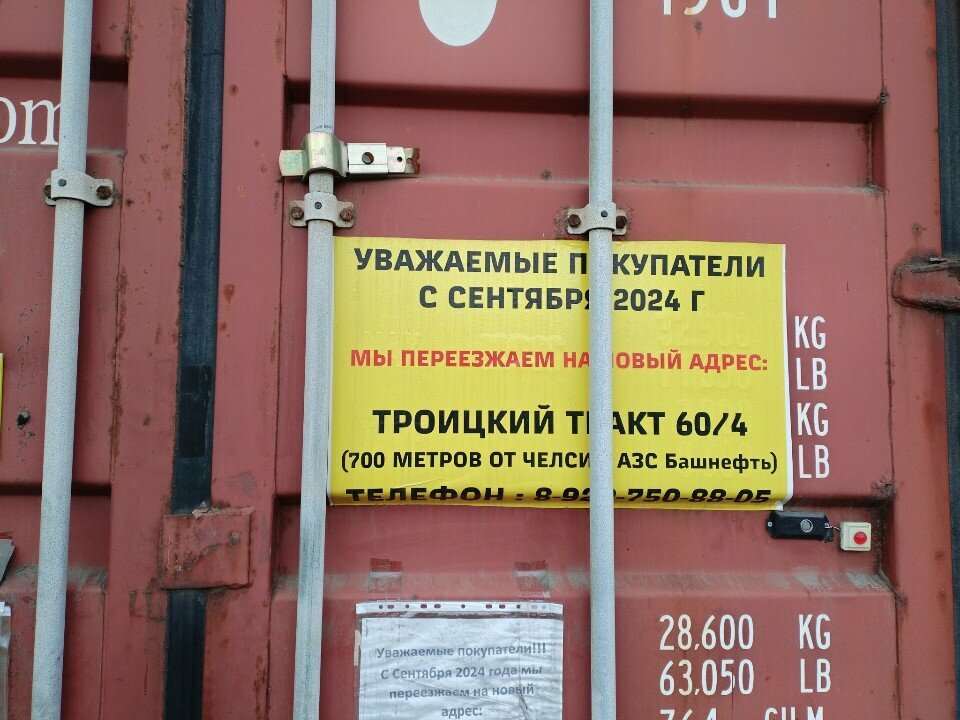 om
УВАЖАЕМЫЕ ПОКУПАТЕЛИ
С СЕНТЯБРЯ 2024 Г
МЫ ПЕРЕЕЗЖАЕМ НА НОВЫЙ АДРЕС:
ТРОИЦКИЙ ТРАКТ 60/4
(700 МЕТРОВ ОТ ЧЕЛСИ АЗС Башнефть)
ТЕЛЕФОН :
KG
LB
KG
LB
28,600 KG
63,050 LB
Уважаемые покупатели!!!
С Сентября 2024 года мы
переезжаем на новый
адрес: